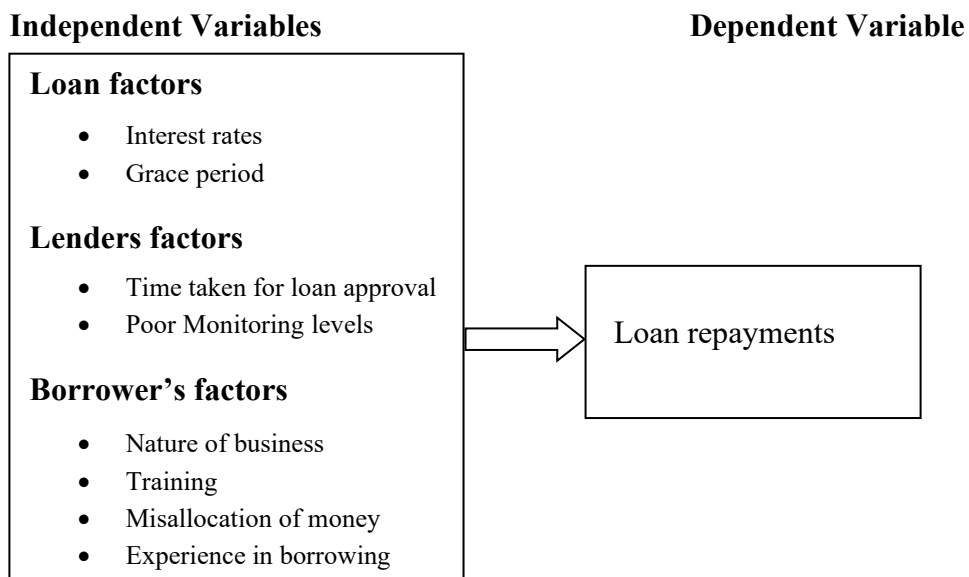 Independent Variables
Dependent Variable
Loan factors
• Interest rates
• Grace period
Lenders factors
• Time taken for loan approval
• Poor Monitoring levels
Borrower’s factors
• Nature of business
• Training
• Misallocation of money
• Experience in borrowing
Loan repayments